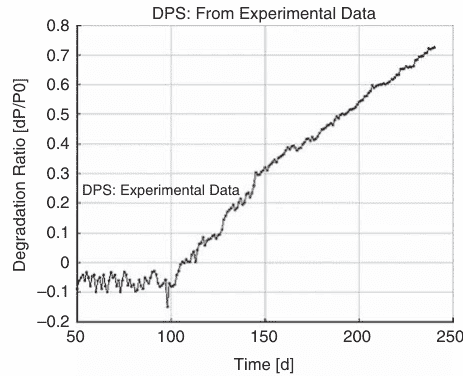 DPS: From Experimental Data
0.8
0.7
0.6
0.5
0.4
0.3
0.2
0.1
0
−0.1
−0.2
Degradation Ratio [dP/P0]
DPS: Experimental Data
50 100 150 200 250
Time [d]